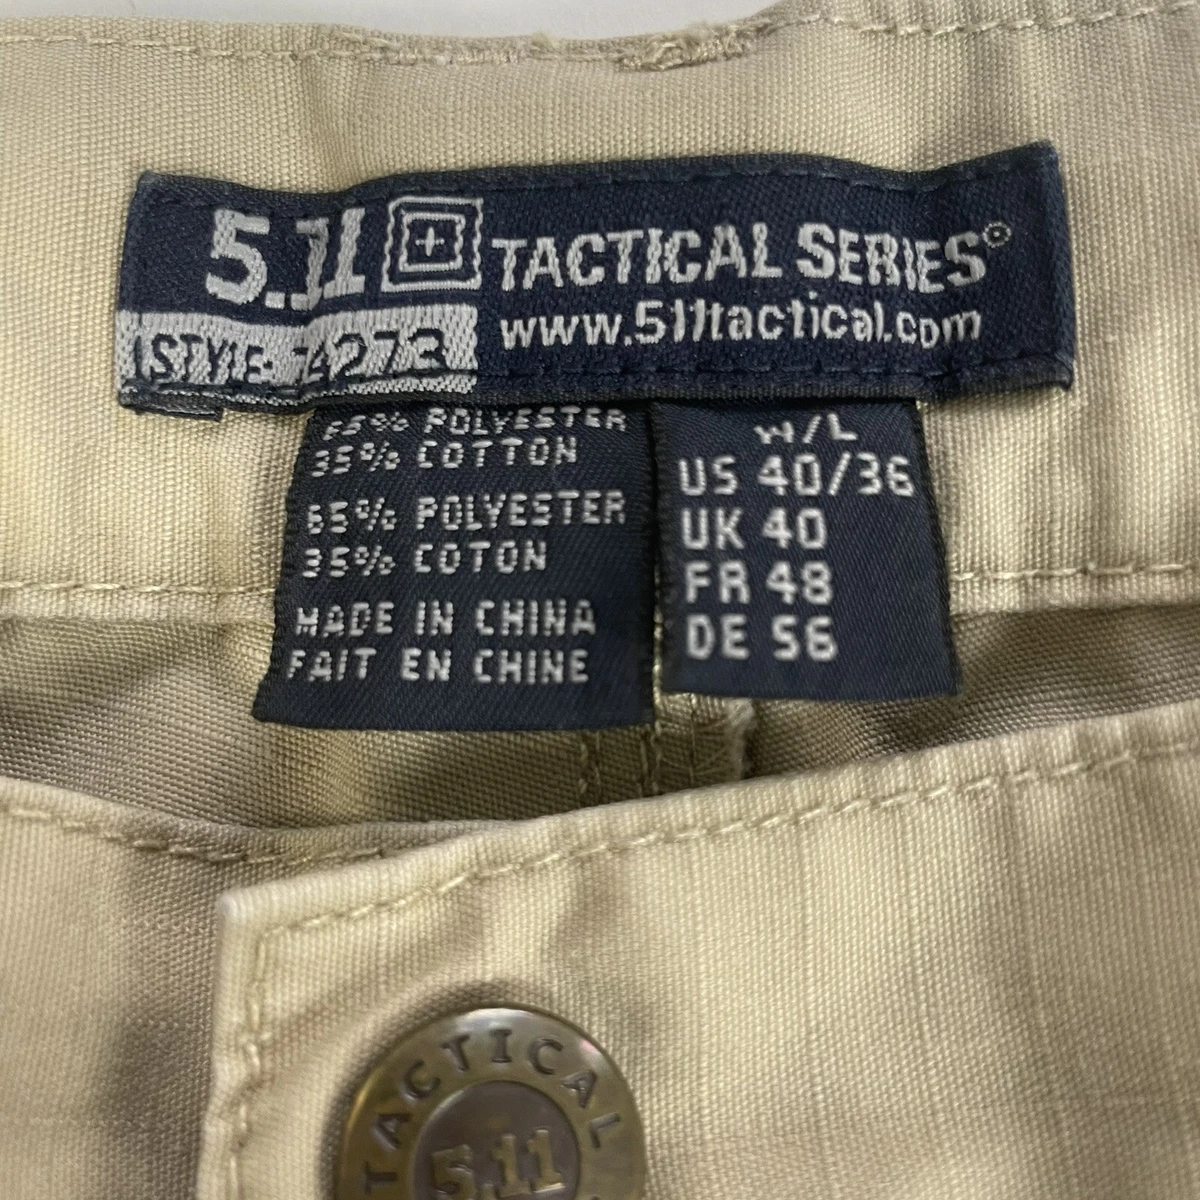 5.11 TACTICAL SERIES®
www.511tactical.com
STYLE: 74273
65% POLYESTER
35% COTTON
65% POLYESTER
35% COTON
MADE IN CHINA
FAIT EN CHINE
W/L
US 40/36
UK 40
FR 48
DE 56
TACTICAL
5.11